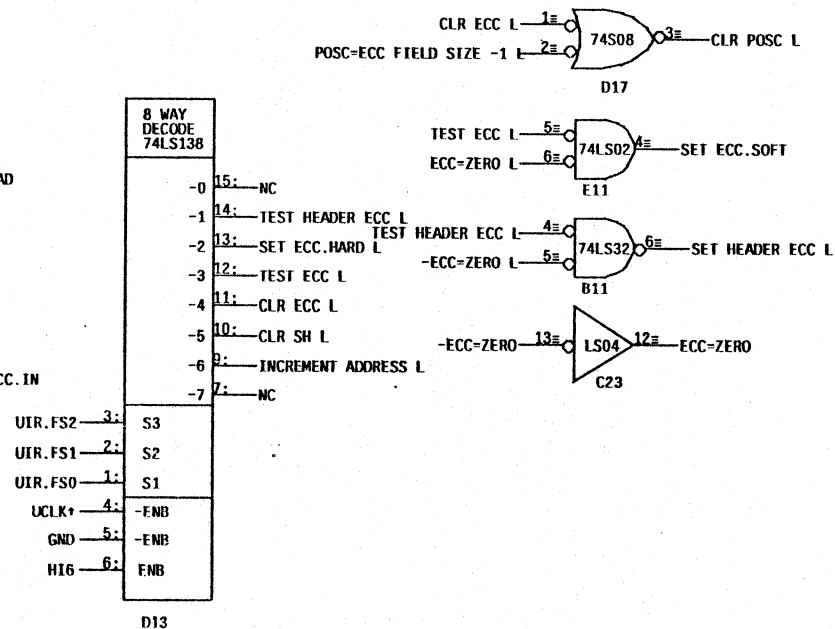 CLR ECC L 1≡
POSC=ECC FIELD SIZE -1 L 2≡
74S08
3≡ CLR POSC L
D17
TEST ECC L 5≡
ECC=ZERO L 6≡
74LS02
4≡ SET ECC.SOFT
E11
TEST HEADER ECC L 4≡
-ECC=ZERO L 5≡
74LS32
6≡ SET HEADER ECC L
B11
-ECC=ZERO 13≡
LS04
12≡ ECC=ZERO
C23
AD
CC.IN
8 WAY
DECODE
74LS138
-0 15: NC
-1 14: TEST HEADER ECC L
-2 13: SET ECC.HARD L
-3 12: TEST ECC L
-4 11: CLR ECC L
-5 10: CLR SH L
-6 9: INCREMENT ADDRESS L
-7 7: NC
UIR.FS2 3: S3
UIR.FS1 2: S2
UIR.FS0 1: S1
UCLK↑ 4: -ENB
GND 5: -ENB
HI6 6: ENB
D13